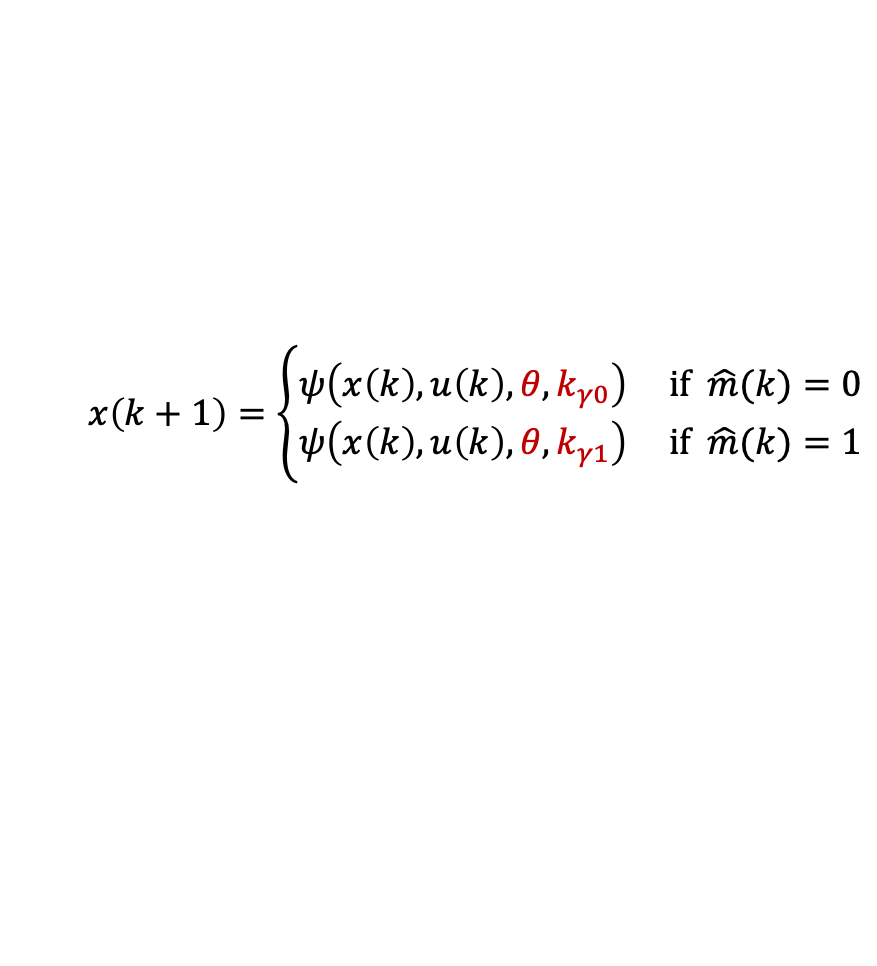 x(k + 1) = { ψ(x(k), u(k), θ, k_γ0) if m̂(k) = 0
ψ(x(k), u(k), θ, k_γ1) if m̂(k) = 1